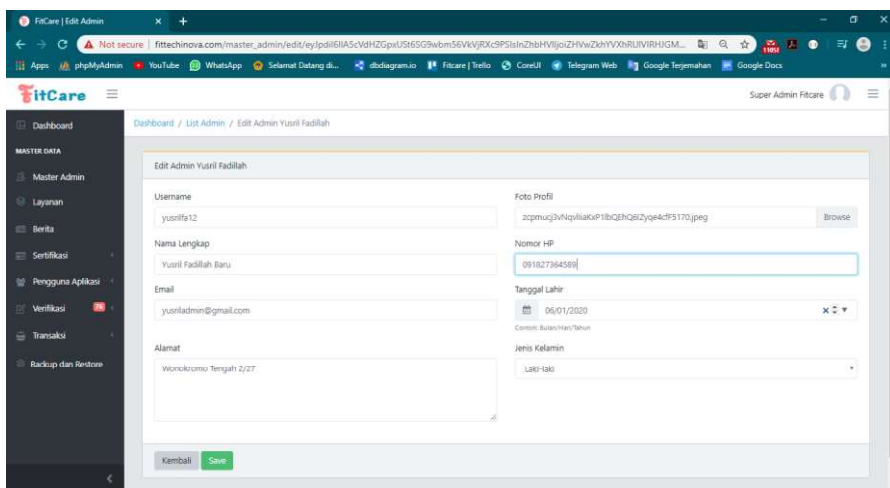 FitCare | Edit Admin
Not secure | fittechinova.com/master_admin/edit/
Apps phpMyAdmin YouTube WhatsApp Selamat Datang di... dbdiagram.io Fitcare | Trello CoreUI Telegram Web Google Terjemahan Google Docs
FitCare
Super Admin Fitcare
Dashboard
Dashboard / List Admin / Edit Admin Yusril Fadillah
MASTER DATA
Master Admin
Layanan
Berita
Sertifikasi
Pengguna Aplikasi
Verifikasi
Transaksi
Backup dan Restore
Edit Admin Yusril Fadillah
Username
yusrilfa12
Foto Profil
Browse
Nama Lengkap
Yusril Fadillah Baru
Nomor HP
091827364589
Email
yusriladmin@gmail.com
Tanggal Lahir
06/01/2020
Contoh: Bulan/Hari/Tahun
Alamat
Wonokromo Tengah 2/27
Jenis Kelamin
Laki-laki
Kembali
Save